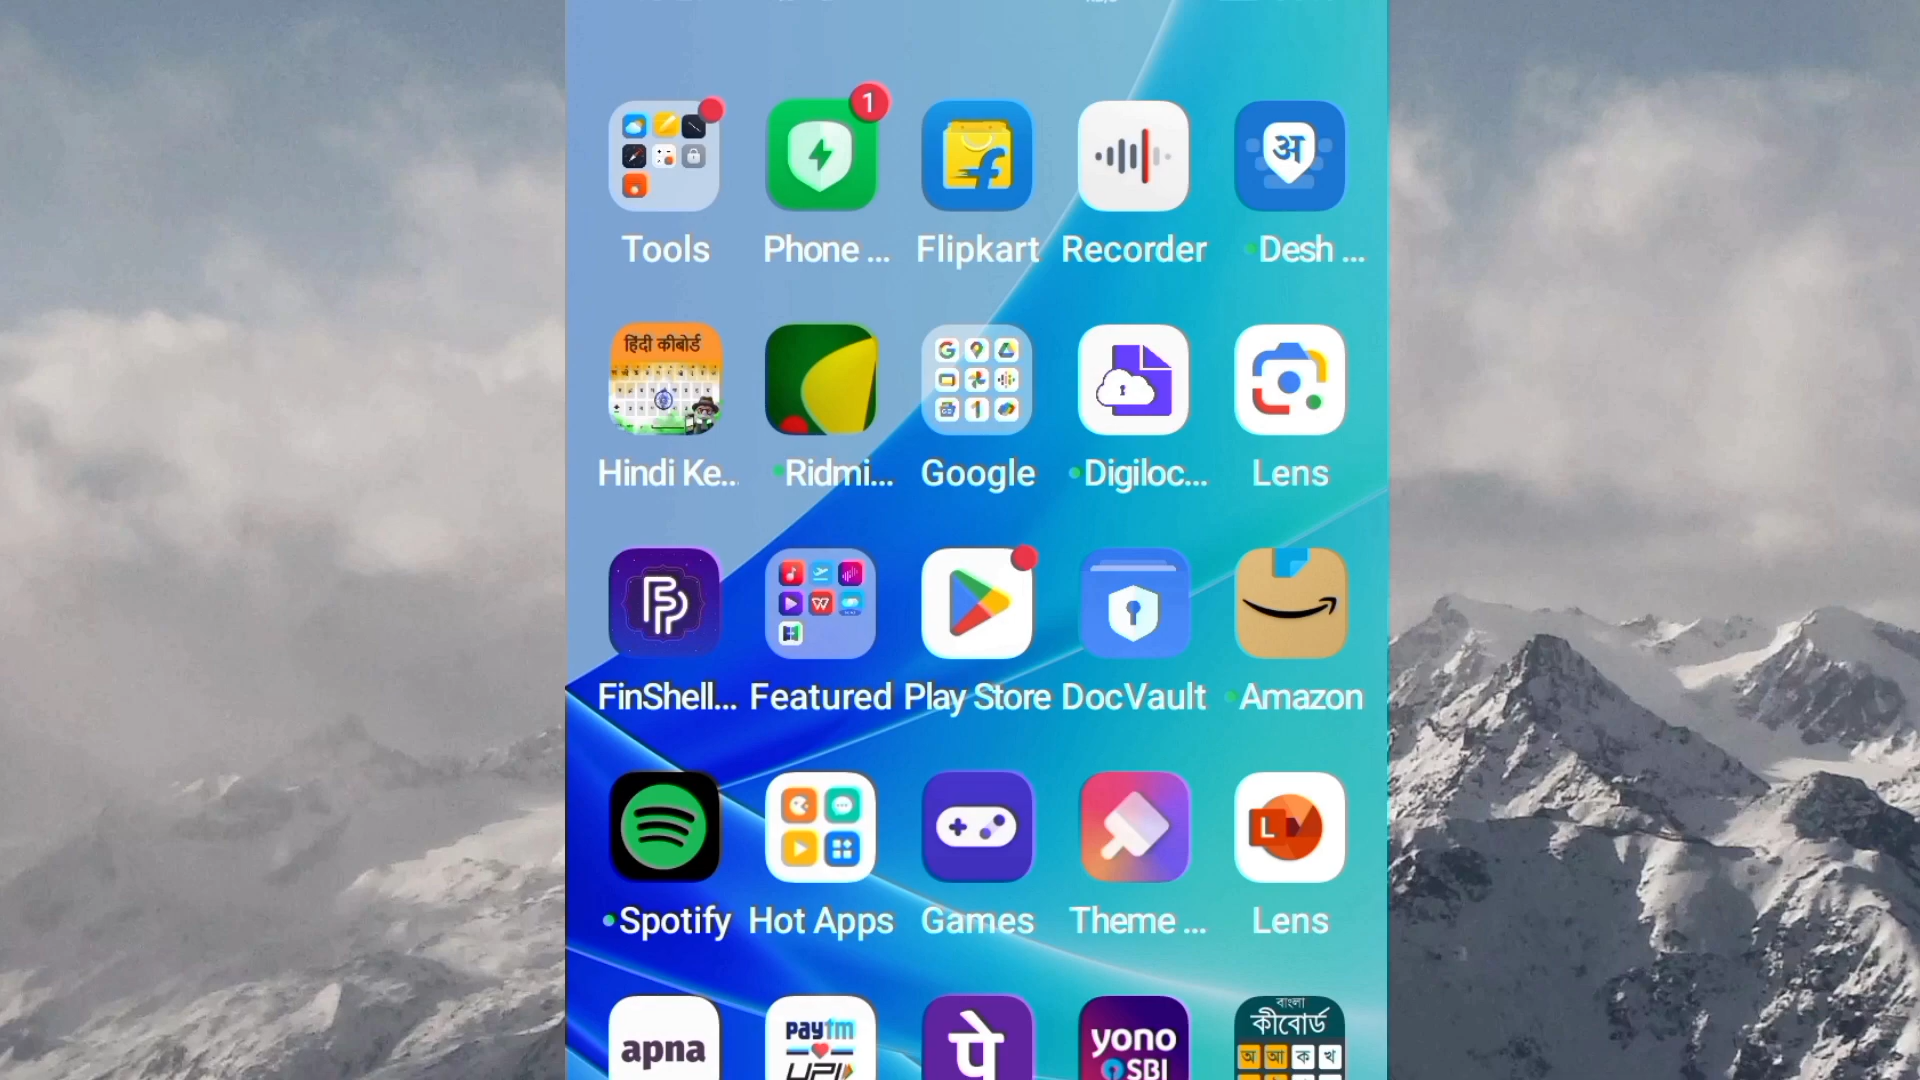 1
Tools
Phone ...
Flipkart
Recorder
अ
Desh ...
हिंदी कीबोर्ड
Hindi Ke...
Ridmi...
Google
Digiloc...
Lens
FinShell...
Featured
Play Store
DocVault
Amazon
Spotify
Hot Apps
Games
Theme ...
L
Lens
apna
paytm
UPI
पे
yono
SBI
বাংলা
কীবোর্ড
অ আ ক খ